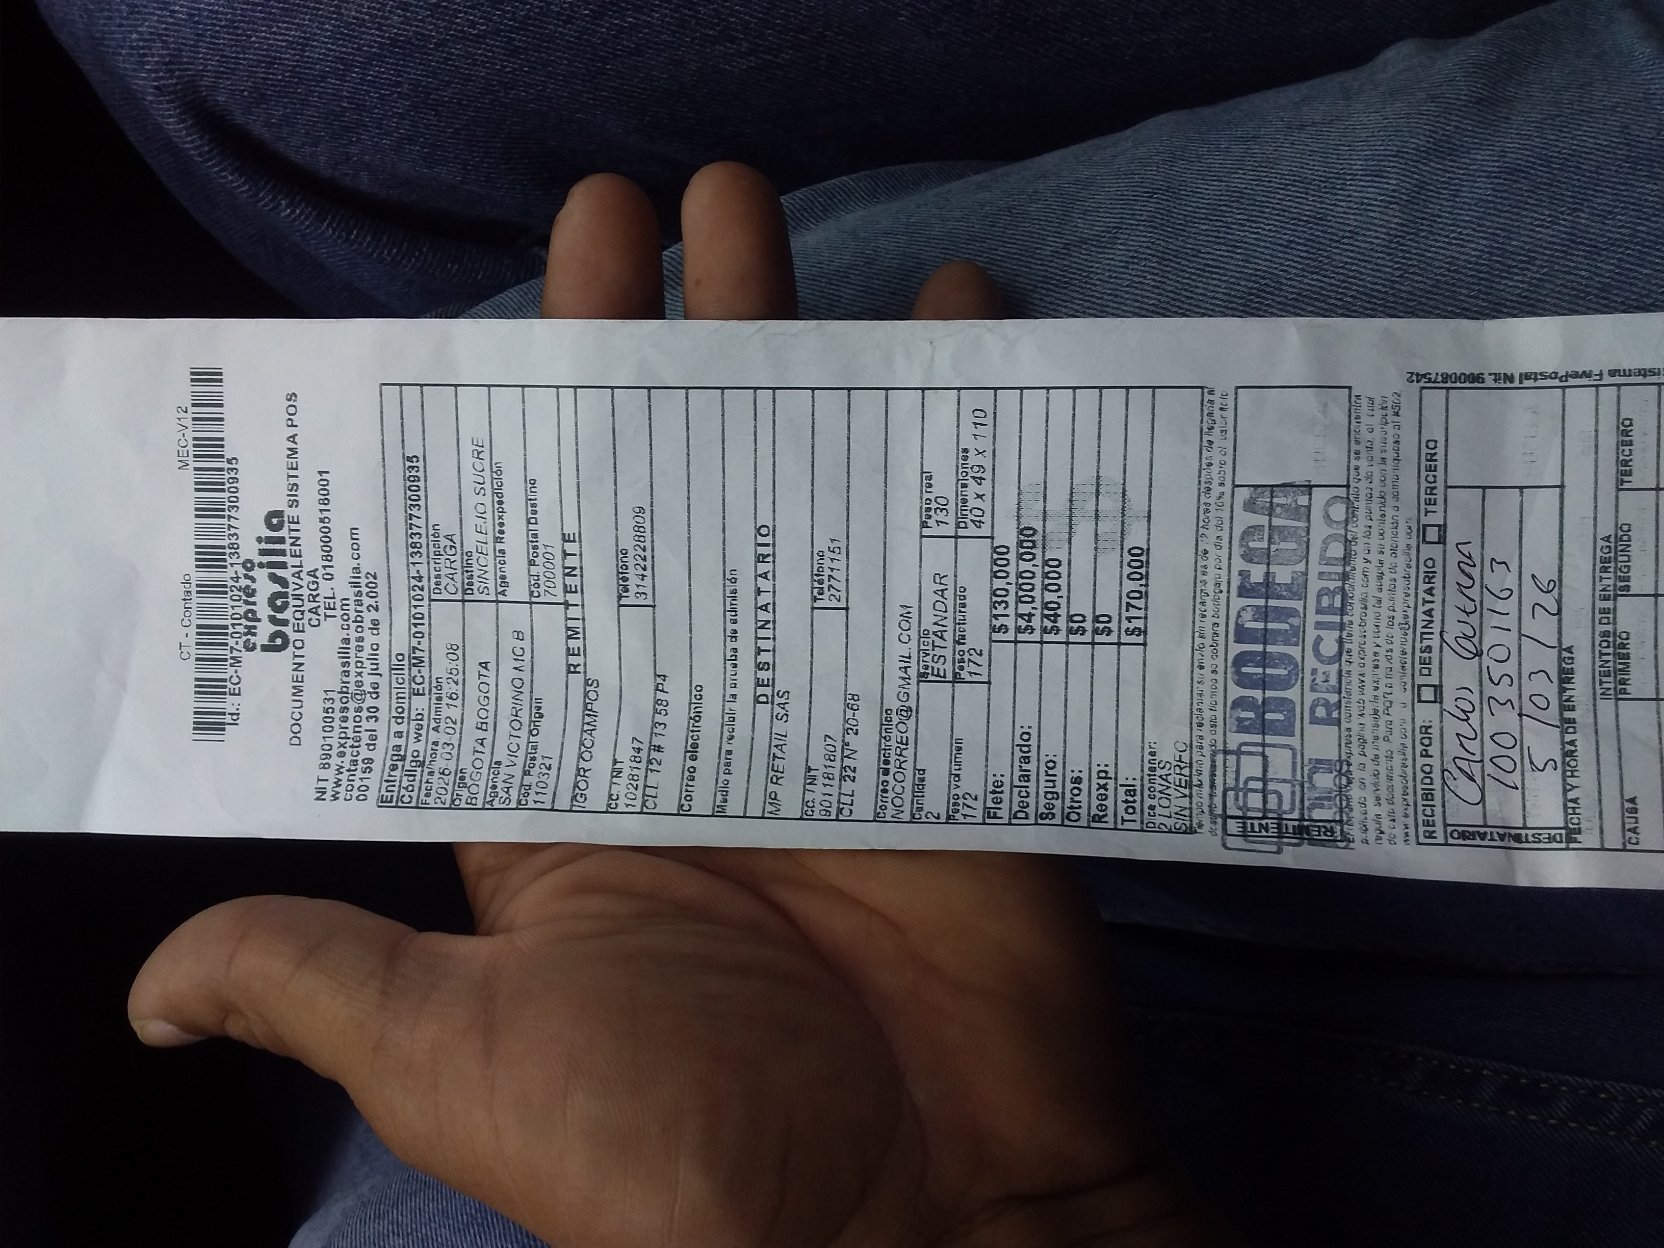 CT - Contado MEC-V12
Id.: EC-M7-0101024-138377300935
expreso
brasilia
DOCUMENTO EQUIVALENTE SISTEMA POS
CARGA
NIT 890100531 TEL. 018000518001
www.expresobrasilia.com
contactenos@expresobrasilia.com
00159 del 30 de julio de 2.002
Entrega a domicilio
Código web: EC-M7-0101024-138377300935
Fecha/hora Admisión Descripción
2026-03-02 16:25:08 CARGA
Origen Destino
BOGOTA BOGOTA SINCELEJO SUCRE
Agencia Agencia Reexpedición
SAN VICTORINO MC B
Cod. Postal Origen Cód. Postal Destino
110321 700001
REMITENTE
IGOR OCAMPOS
CC. / NIT Teléfono
10281847 3142228809
CLL 12 # 13 58 P4
Correo electrónico
Medio para recibir la prueba de admisión
DESTINATARIO
MP RETAIL SAS
CC. / NIT Teléfono
901181807 2771151
CLL 22 N° 20-68
Correo electrónico
NOCORREO@GMAIL.COM
Cantidad Servicio Peso real
2 ESTANDAR 130
Peso volumen Peso facturado Dimensiones
172 172 40 x 49 x 110
Flete: $130,000
Declarado: $4,000,000
Seguro: $40,000
Otros: $0
Reexp: $0
Total: $170,000
Dice contener:
2 LONAS
SIN VERFC
REMITENTE
BODEGA
RECIBIDO
RECIBIDO POR: DESTINATARIO TERCERO
DESTINATARIO
Carlos Guerra
1003350163
5/03/26
FECHA Y HORA DE ENTREGA
INTENTOS DE ENTREGA
CAUSA PRIMERO SEGUNDO TERCERO
Sistema FivePostal Nit. 900087542